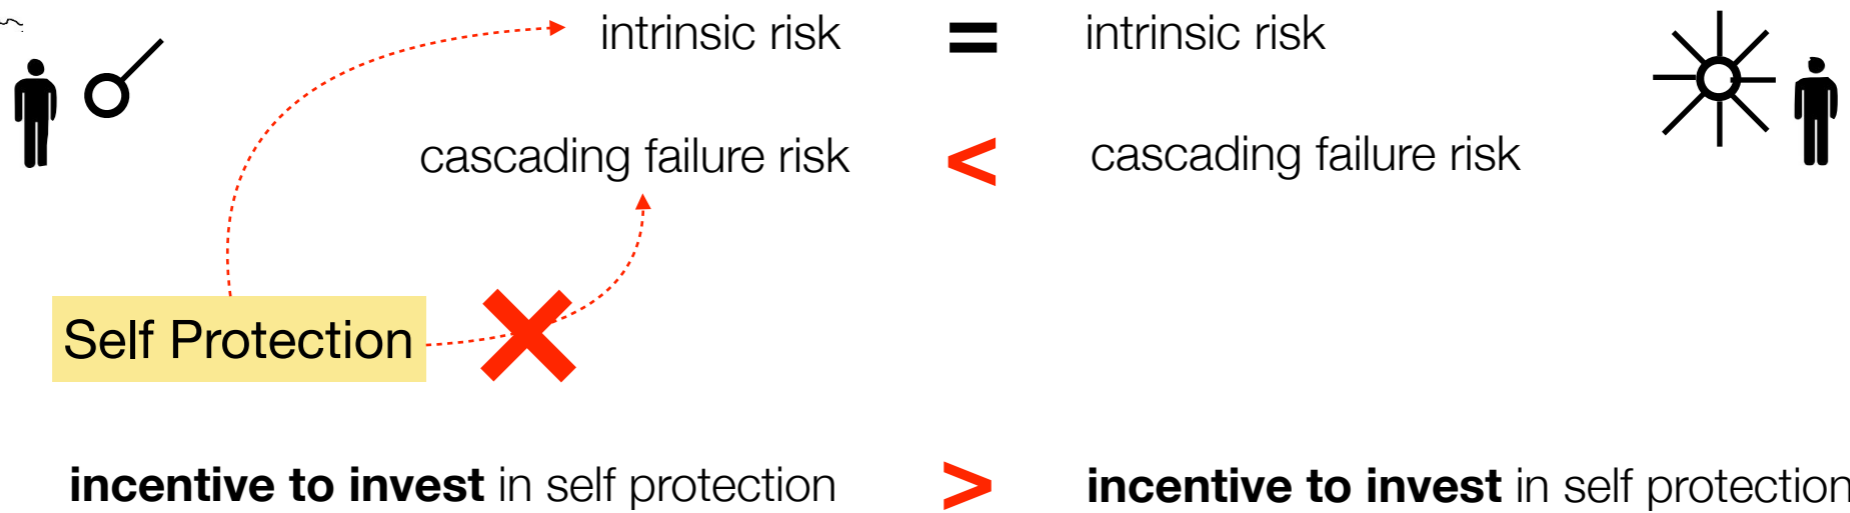 intrinsic risk = intrinsic risk
cascading failure risk < cascading failure risk
Self Protection
incentive to invest in self protection > incentive to invest in self protection